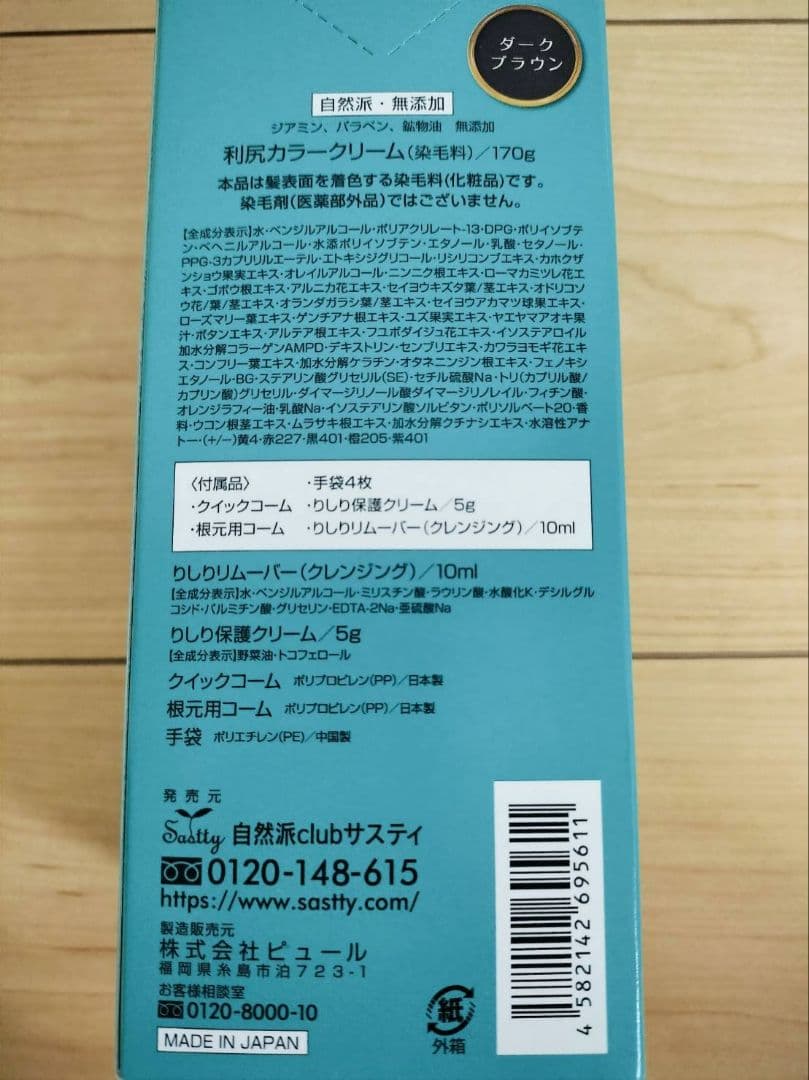 ダーク
ブラウン
自然派・無添加
ジアミン、パラベン、鉱物油 無添加
利尻カラークリーム(染毛料)／170g
本品は髪表面を着色する染毛料(化粧品)です。
染毛剤(医薬部外品)ではございません。
【全成分表示】水・ベンジルアルコール・ポリアクリレート-13・DPG・ポリイソブテ
ン・ベヘニルアルコール・水添ポリイソブテン・エタノール・乳酸・セタノール・
PPG-3カプリリルエーテル・エトキシジグリコール・リシリコンブエキス・カホクザ
ンショウ果実エキス・オレイルアルコール・ニンニク根エキス・ローマカミツレ花エ
キス・ゴボウ根エキス・アルニカ花エキス・セイヨウキズタ葉/茎エキス・オドリコソ
ウ花/葉/茎エキス・オランダガラシ葉/茎エキス・セイヨウアカマツ球果エキス・
ローズマリー葉エキス・ゲンチアナ根エキス・ユズ果実エキス・ヤエヤマアオキ果
汁・ボタンエキス・アルテア根エキス・フユボダイジュ花エキス・イソステアロイル
加水分解コラーゲンAMPD・デキストリン・センブリエキス・カワラヨモギ花エキ
ス・コンフリー葉エキス・加水分解ケラチン・オタネニンジン根エキス・フェノキシ
エタノール・BG・ステアリン酸グリセリル(SE)・セチル硫酸Na・トリ(カプリル酸/
カプリン酸)グリセリル・ダイマージリノール酸ダイマージリノレイル・フィチン酸・
オレンジラフィー油・乳酸Na・イソステアリン酸ソルビタン・ポリソルベート20・香
料・ウコン根茎エキス・ムラサキ根エキス・加水分解クチナシエキス・水溶性アナ
トー・(+/−)黄4・赤227・黒401・橙205・紫401
〈付属品〉 ・手袋4枚
・クイックコーム ・りしり保護クリーム／5g
・根元用コーム ・りしりリムーバー(クレンジング)／10ml
りしりリムーバー(クレンジング)／10ml
【全成分表示】水・ベンジルアルコール・ミリスチン酸・ラウリン酸・水酸化K・デシルグル
コシド・パルミチン酸・グリセリン・EDTA-2Na・亜硫酸Na
りしり保護クリーム／5g
【全成分表示】野菜油・トコフェロール
クイックコーム ポリプロピレン(PP)／日本製
根元用コーム ポリプロピレン(PP)／日本製
手袋 ポリエチレン(PE)／中国製
発売元
Sastty 自然派clubサスティ
0120-148-615
https://www.sastty.com/
製造販売元
株式会社ピュール
福岡県糸島市泊723-1
お客様相談室
0120-8000-10
MADE IN JAPAN
紙
外箱
4 582142 695611